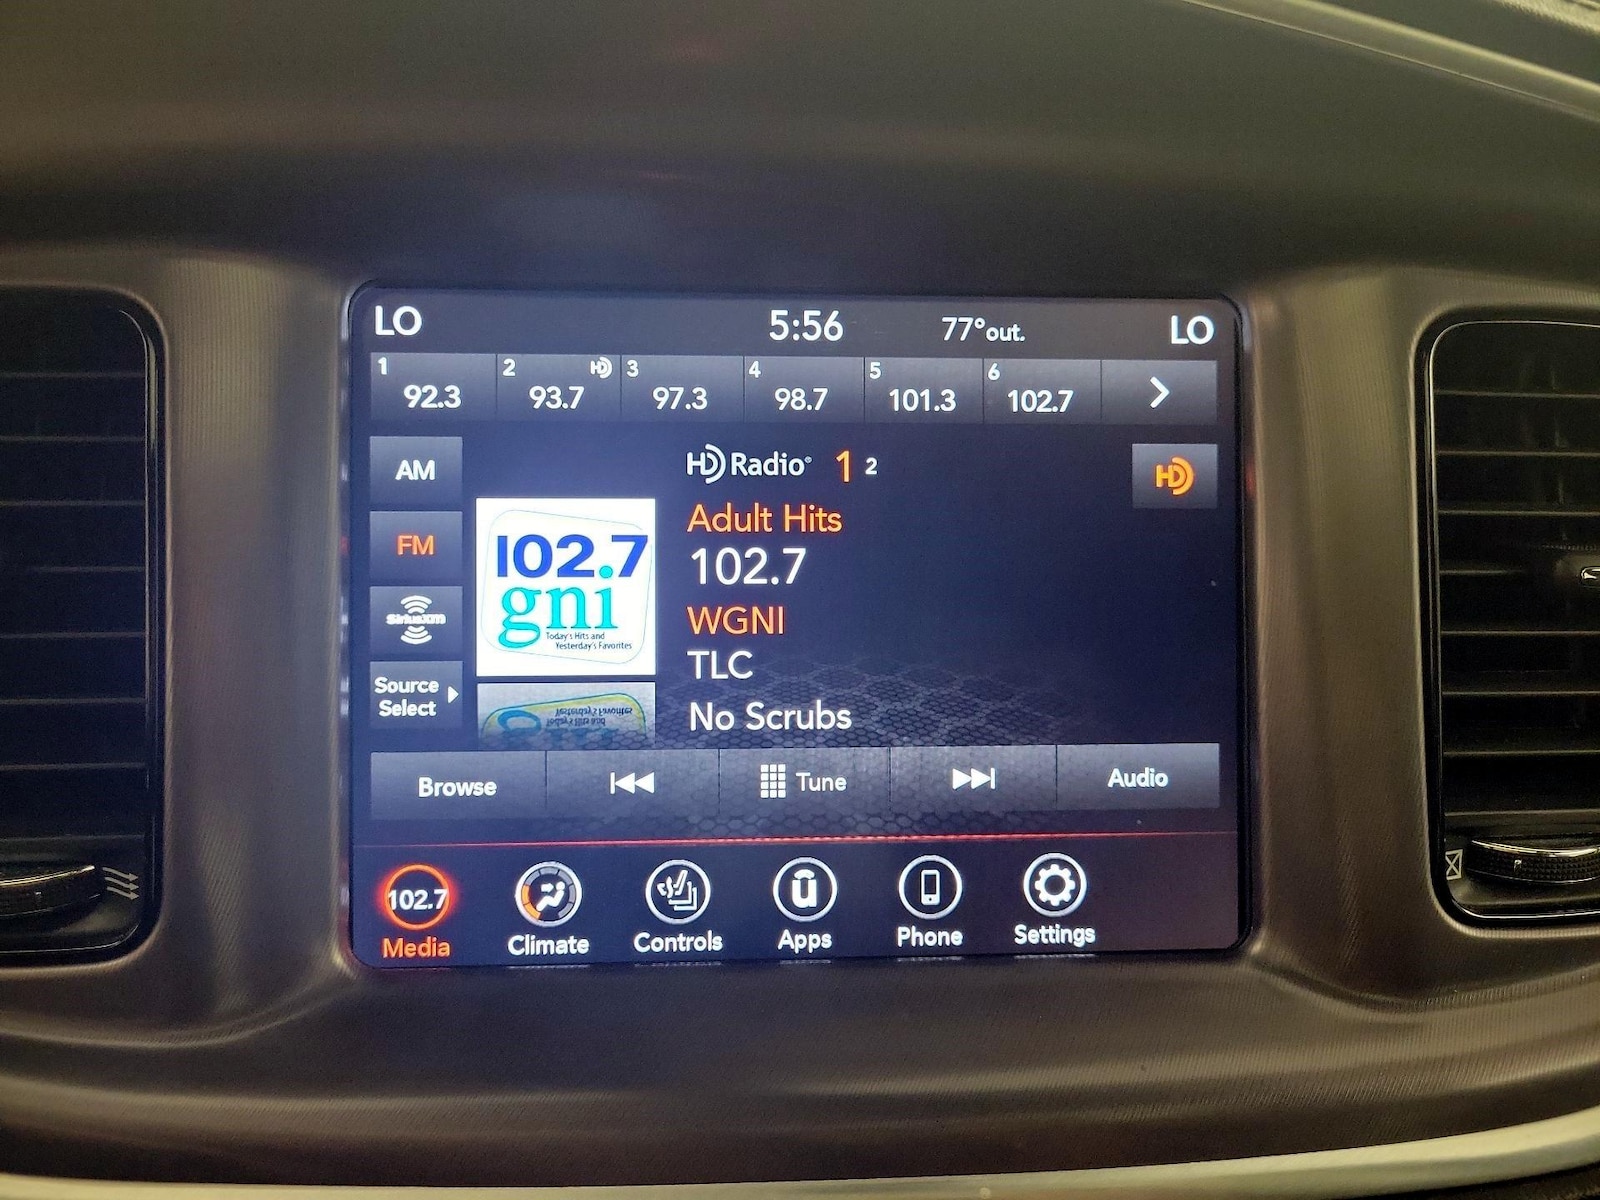 LO 5:56 77°out. LO
1 2 HD 3 4 5 6
92.3 93.7 97.3 98.7 101.3 102.7
AM
HD Radio® 1 2
HD
FM
SiriusXM
Source
Select
102.7
gni
Today's Hits and
Yesterday's Favorites
Adult Hits
102.7
WGNI
TLC
No Scrubs
Browse Tune Audio
102.7
Media Climate Controls Apps Phone Settings